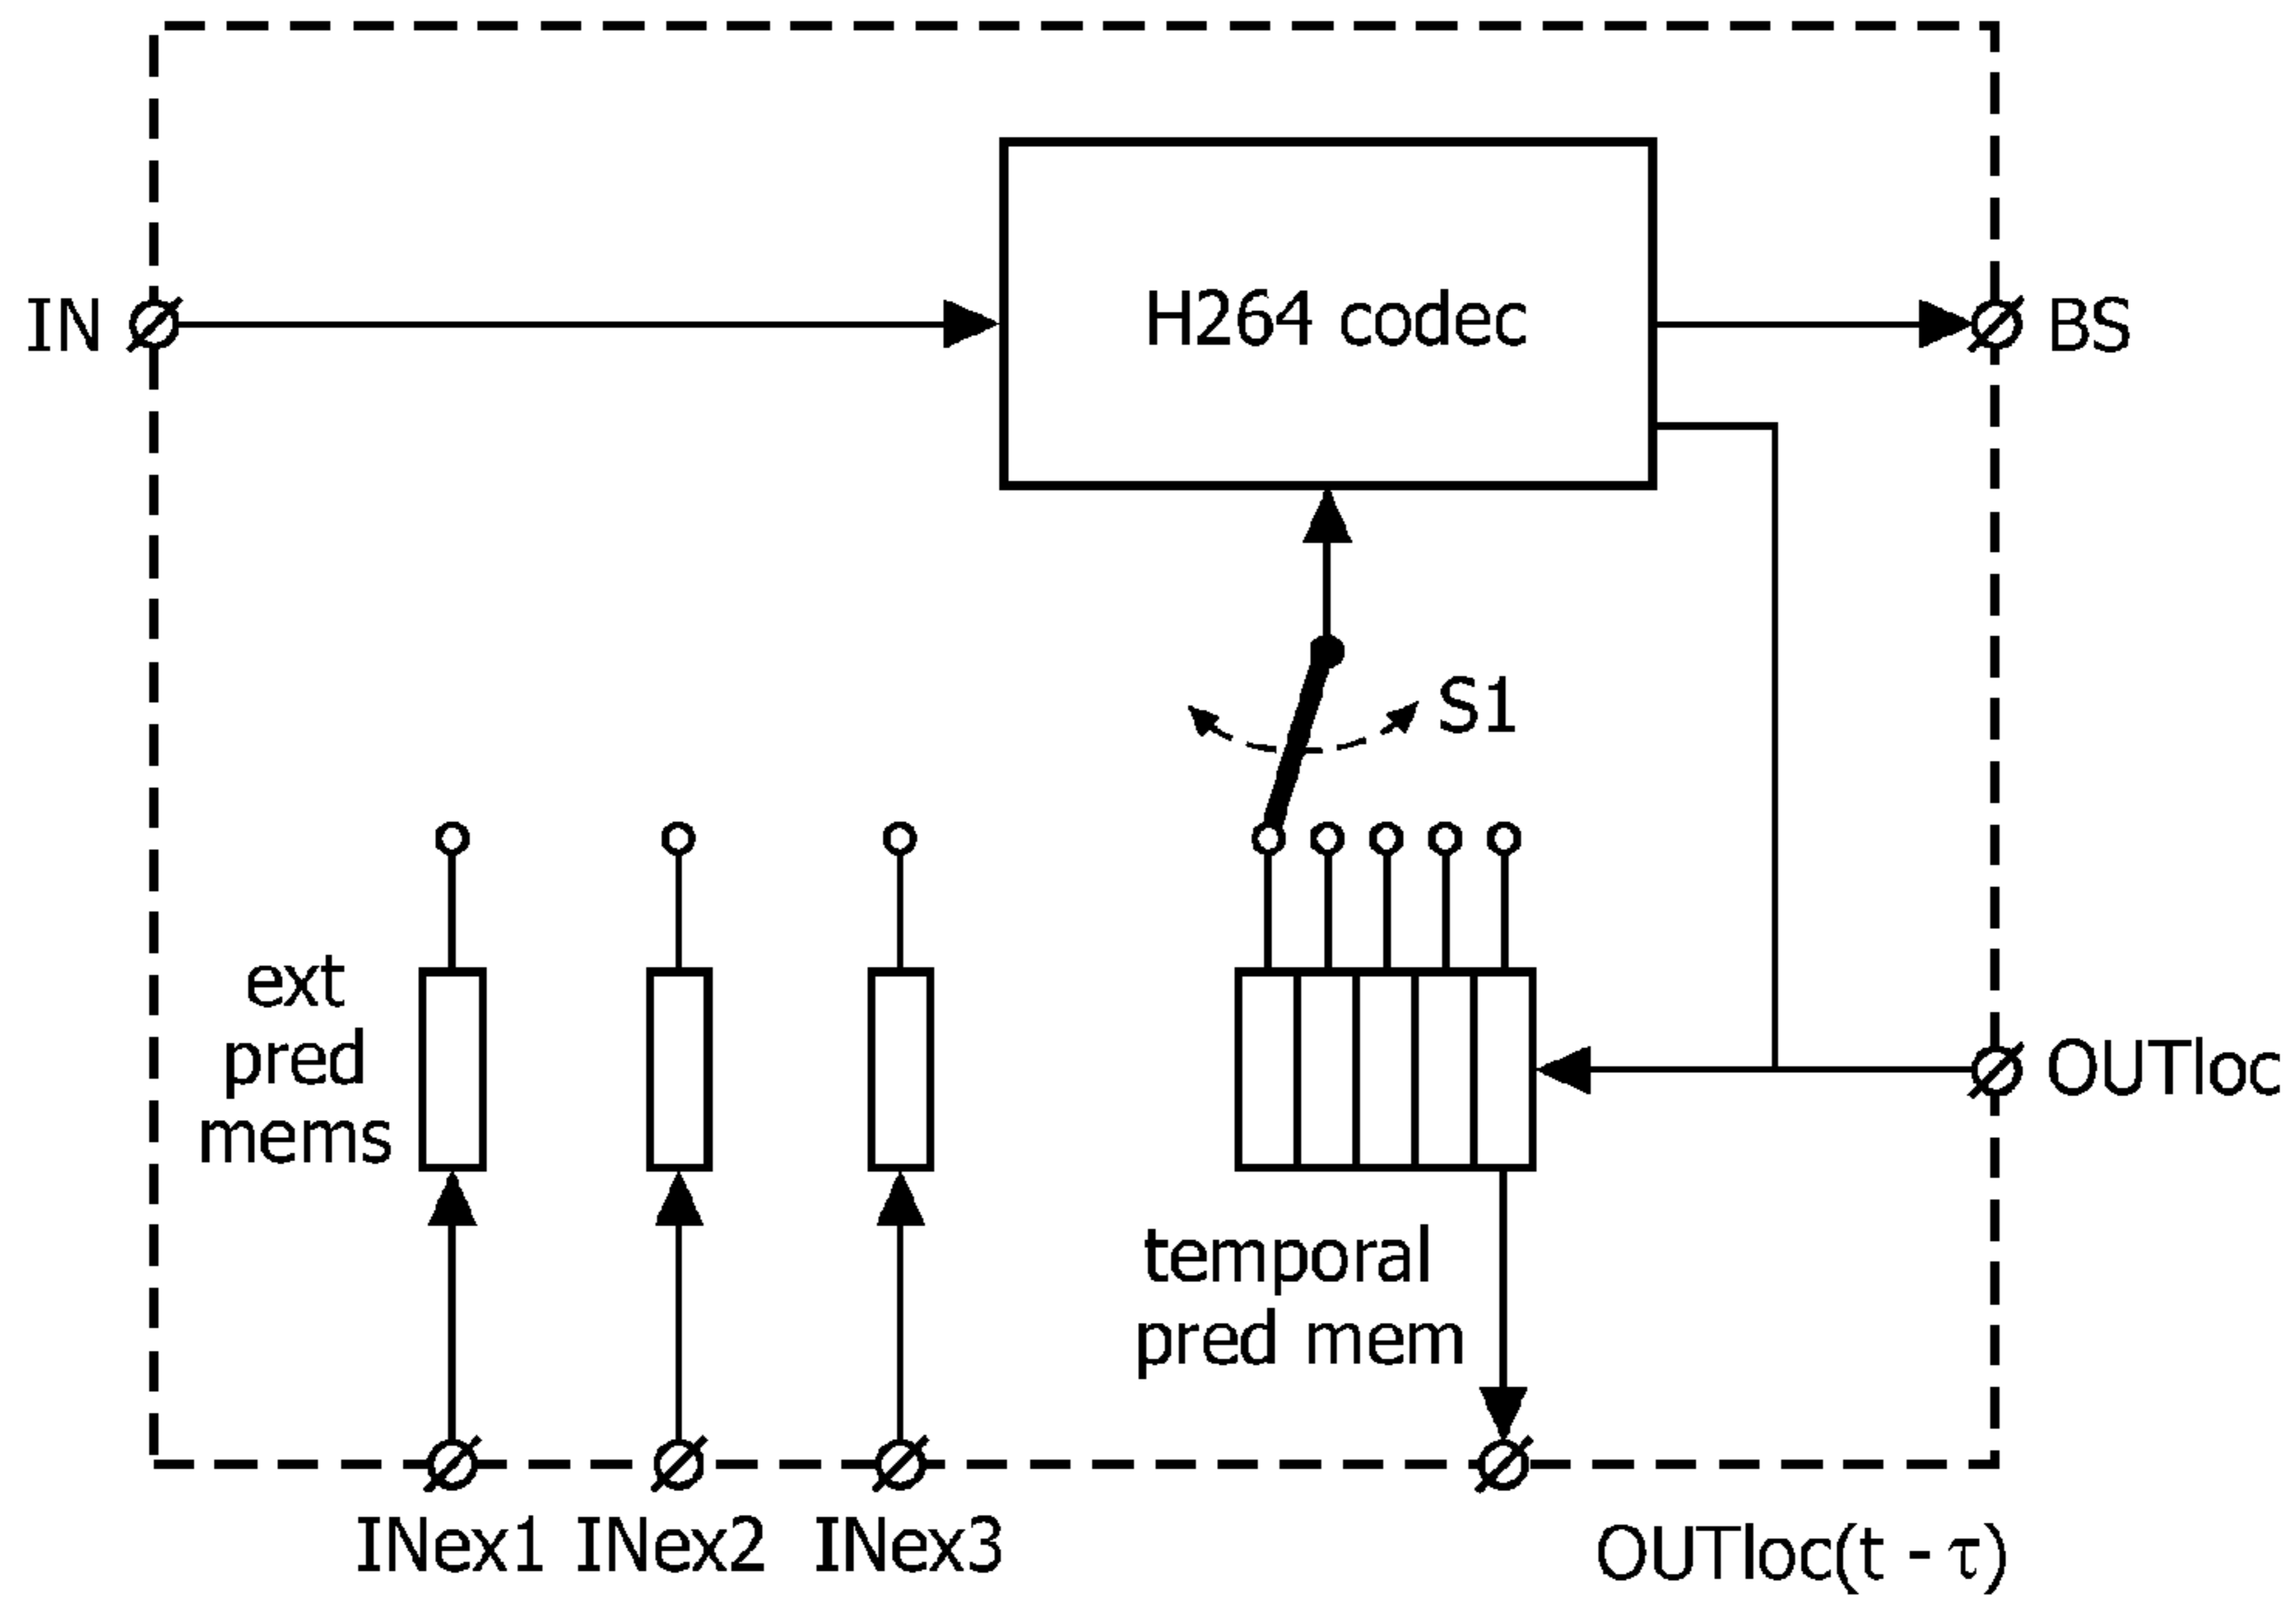 H264 codec
IN
BS
S1
ext
pred
mems
OUTloc
temporal
pred mem
INex1
INex2
INex3
OUTloc(t - τ)